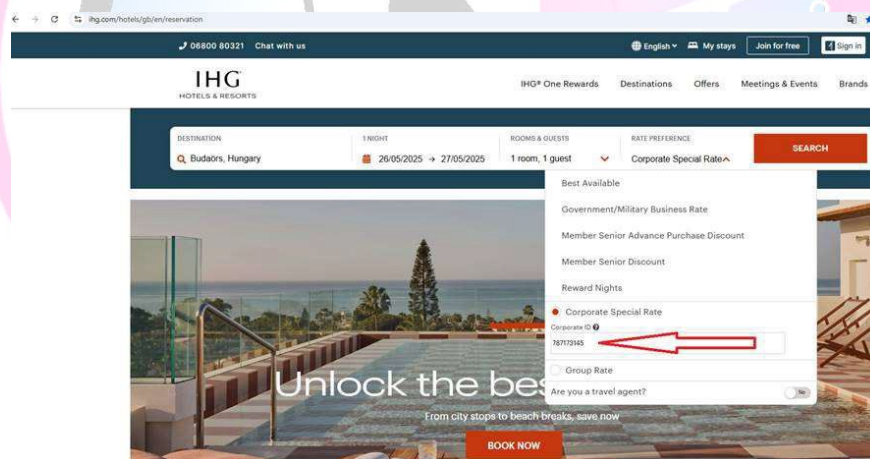 ihg.com/hotels/gb/en/reservation
06800 80321 Chat with us English My stays Join for free Sign in
IHG
HOTELS & RESORTS
IHG® One Rewards Destinations Offers Meetings & Events Brands
DESTINATION 1 NIGHT ROOMS & GUESTS RATE PREFERENCE
Budaörs, Hungary 26/05/2025 → 27/05/2025 1 room, 1 guest Corporate Special Rate
SEARCH
Best Available
Government/Military Business Rate
Member Senior Advance Purchase Discount
Member Senior Discount
Reward Nights
Corporate Special Rate
Corporate ID
787173145
Group Rate
Are you a travel agent? No
Unlock the bes
From city stops to beach breaks, save now
BOOK NOW